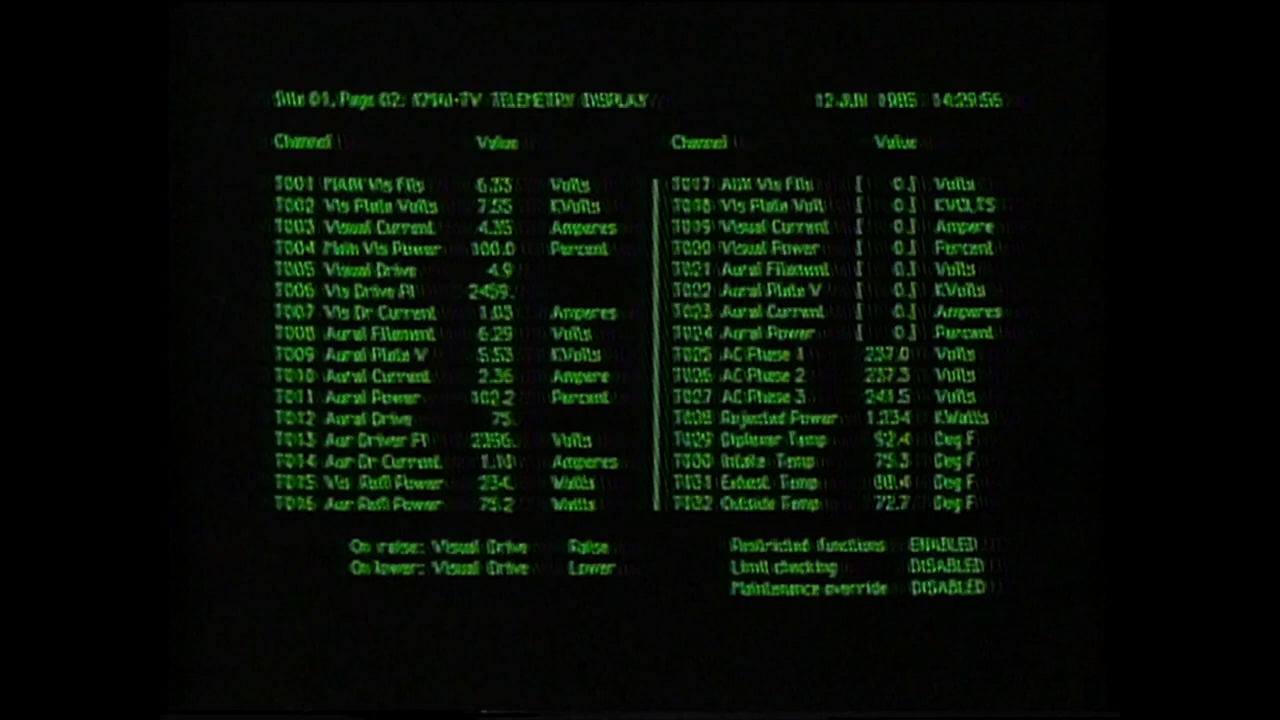 Site 01, Page 02: TV TELEMETRY DISPLAY 12 JUN 1985 14:29:55
Channel Value Channel Value
T001 MAIN Vis Fils 6.33 Volts T017 Vis Fils [ 0.] Volts
T002 Vis Plate Volts 7.55 KVolts T018 Vis Plate Volt [ 0.] KVOLTS
T003 Visual Current 4.35 Amperes T019 Visual Current [ 0.] Ampere
T004 Main Vis Power 100.0 Percent T020 Visual Power [ 0.] Percent
T005 Visual Drive 4.9 T021 Aural Filament [ 0.] Volts
T006 Vis Drive 2459. T022 Aural Plate V [ 0.] KVolts
T007 Vis Dr Current 1.03 Amperes T023 Aural Current [ 0.] Amperes
T008 Aural Filament 6.29 Volts T024 Aural Power [ 0.] Percent
T009 Aural Plate V 5.53 KVolts T025 AC Phase 1 237.0 Volts
T010 Aural Current 2.36 Ampere T026 AC Phase 2 237.3 Volts
T011 Aural Power 102.2 Percent T027 AC Phase 3 241.5 Volts
T012 Aural Drive 75. T028 Rejected Power 1.234 KWatts
T013 Aur Driver Volts T029 Diplexer Temp 92.4 Deg F
T014 Aur Dr Current Amperes T030 Intake Temp 75.3 Deg F
T015 Vis Refl Power 234. Watts T031 Exhest. Temp Deg F
T016 Aur Refl Power 75.2 Watts T032 Outside Temp 72.7 Deg F
On raise: Visual Drive Raise Restricted functions ENABLED
On lower: Visual Drive Lower Limit checking DISABLED
Maintenance override DISABLED